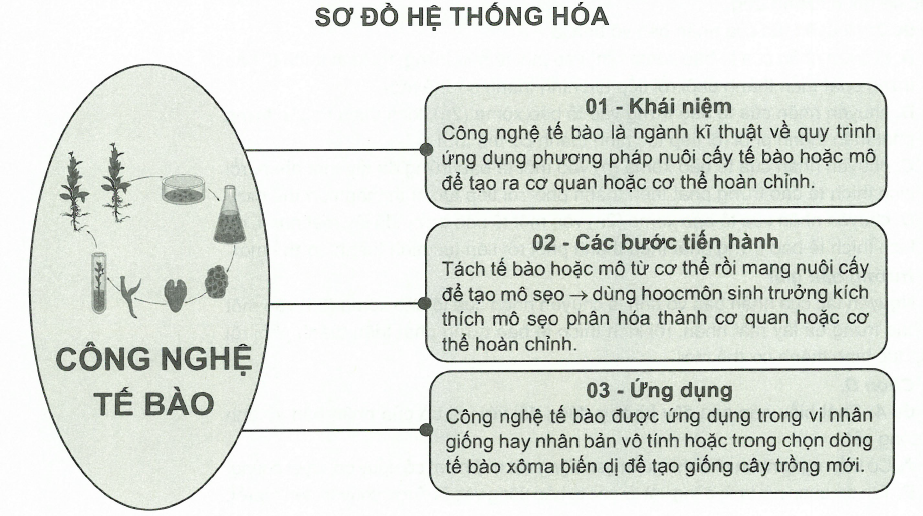 SƠ ĐỒ HỆ THỐNG HÓA
CÔNG NGHỆ
TẾ BÀO
01 - Khái niệm
Công nghệ tế bào là ngành kĩ thuật về quy trình
ứng dụng phương pháp nuôi cấy tế bào hoặc mô
để tạo ra cơ quan hoặc cơ thể hoàn chỉnh.
02 - Các bước tiến hành
Tách tế bào hoặc mô từ cơ thể rồi mang nuôi cấy
để tạo mô sẹo → dùng hoocmôn sinh trưởng kích
thích mô sẹo phân hóa thành cơ quan hoặc cơ
thể hoàn chỉnh.
03 - Ứng dụng
Công nghệ tế bào được ứng dụng trong vi nhân
giống hay nhân bản vô tính hoặc trong chọn dòng
tế bào xôma biến dị để tạo giống cây trồng mới.